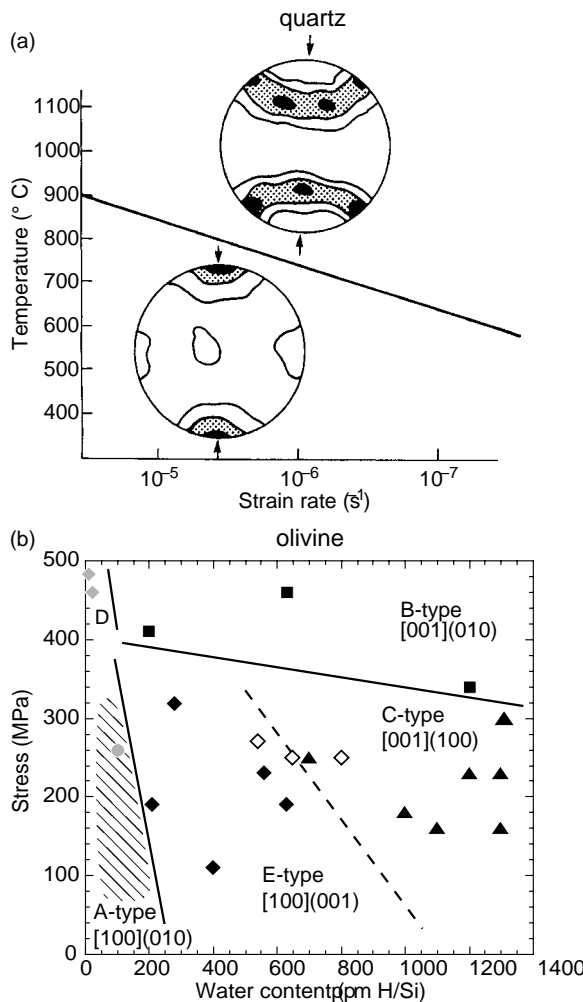 quartz
(a)
1100
1000
900
800
700
600
500
400
Temperature (° C)
10⁻⁵
10⁻⁶
10⁻⁷
Strain rate (s⁻¹)
(b)
olivine
500
400
300
200
100
0
Stress (MPa)
D
B-type
[001](010)
C-type
[001](100)
E-type
[100](001)
A-type
[100](010)
0 200 400 600 800 1000 1200 1400
Water content (ppm H/Si)